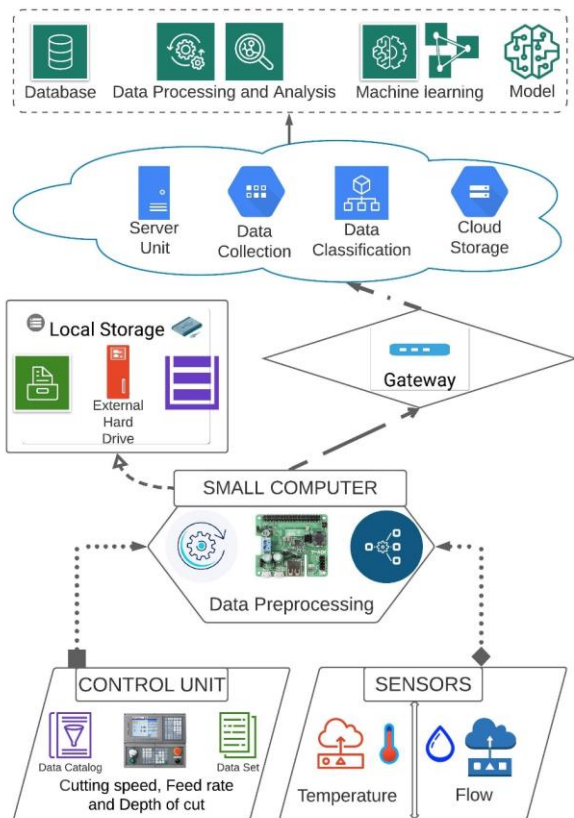 Database
Data Processing and Analysis
Machine learning
Model
Server
Unit
Data
Collection
Data
Classification
Cloud
Storage
Local Storage
External
Hard
Drive
Gateway
SMALL COMPUTER
Data Preprocessing
CONTROL UNIT
Data Catalog
Data Set
Cutting speed, Feed rate
and Depth of cut
SENSORS
Temperature
Flow